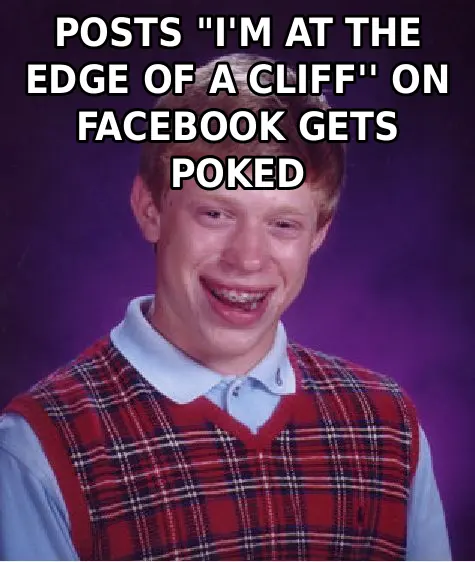 POSTS "I'M AT THE
EDGE OF A CLIFF'' ON
FACEBOOK GETS
POKED